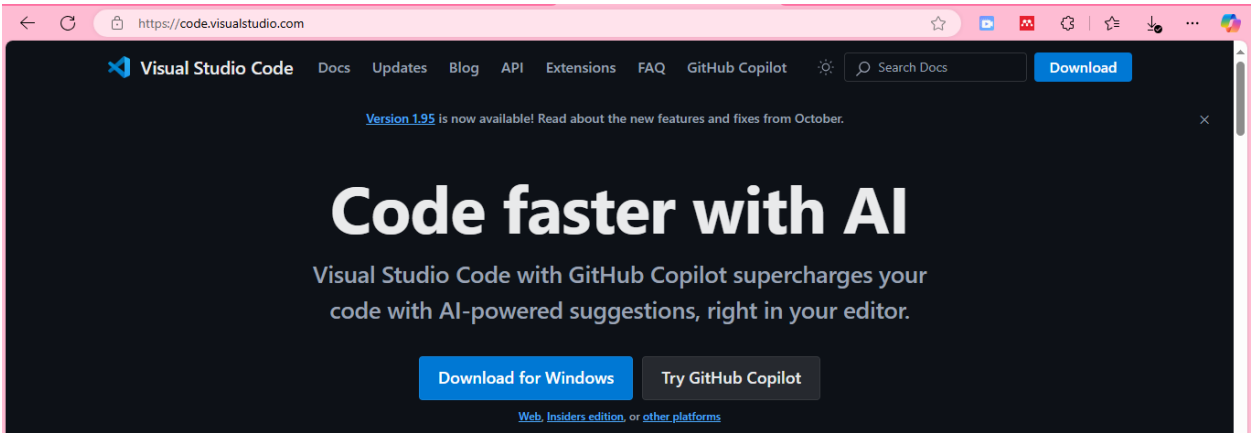 https://code.visualstudio.com
Visual Studio Code Docs Updates Blog API Extensions FAQ GitHub Copilot Search Docs Download
Version 1.95 is now available! Read about the new features and fixes from October.
Code faster with AI
Visual Studio Code with GitHub Copilot supercharges your
code with AI-powered suggestions, right in your editor.
Download for Windows Try GitHub Copilot
Web, Insiders edition, or other platforms